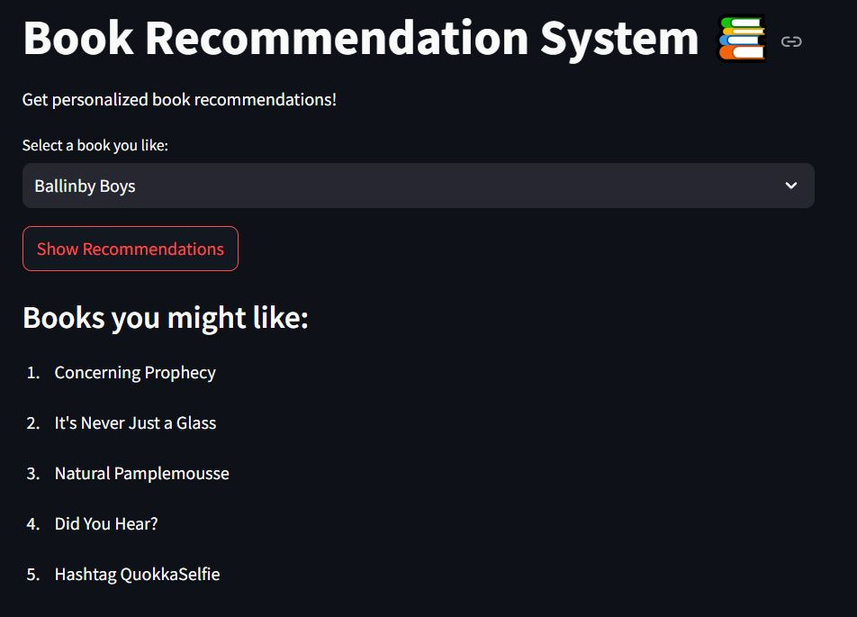 Book Recommendation System
Get personalized book recommendations!
Select a book you like:
Ballinby Boys
Show Recommendations
Books you might like:
1. Concerning Prophecy
2. It's Never Just a Glass
3. Natural Pamplemousse
4. Did You Hear?
5. Hashtag QuokkaSelfie